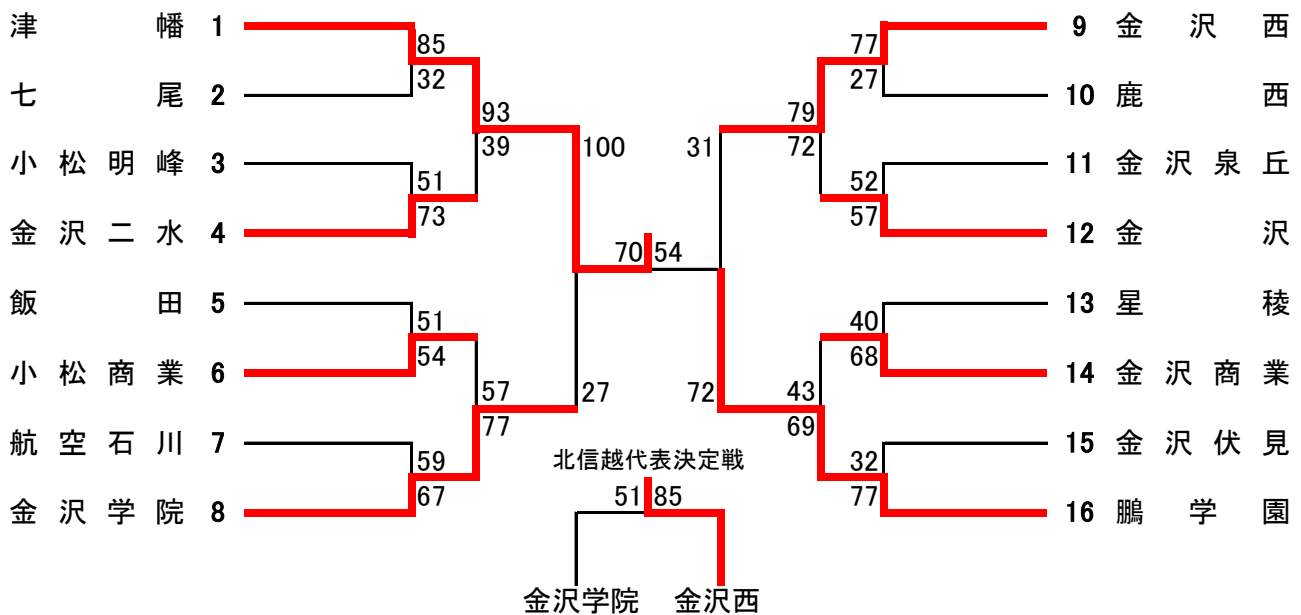 津幡 1 85 77 9 金沢西
七尾 2 32 27 10 鹿西
93 79
39 100 31 72
小松明峰 3 51 52 11 金沢泉丘
金沢二水 4 73 57 12 金沢
70 54
飯田 5 51 40 13 星稜
小松商業 6 54 68 14 金沢商業
57 27 72 43
77 69
航空石川 7 59 32 15 金沢伏見
北信越代表決定戦
金沢学院 8 67 77 16 鵬学園
51 85
金沢学院 金沢西